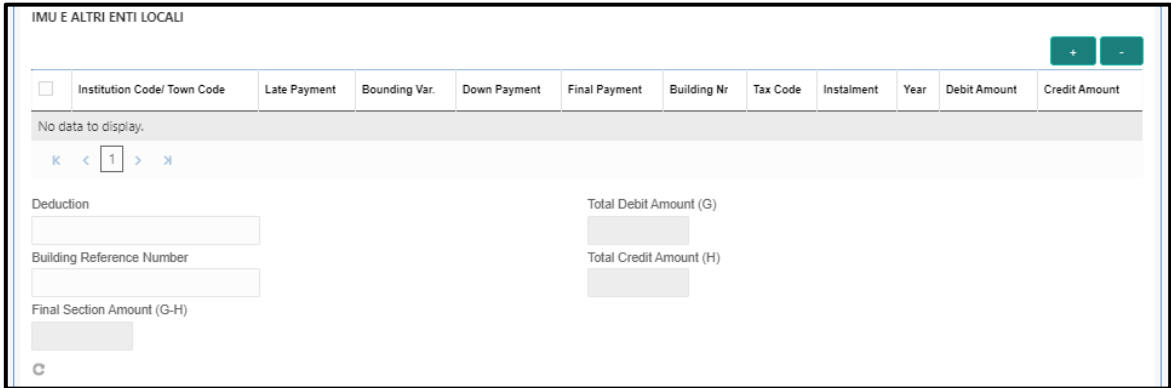 IMU E ALTRI ENTI LOCALI
+ -
Institution Code/ Town Code Late Payment Bounding Var. Down Payment Final Payment Building Nr Tax Code Instalment Year Debit Amount Credit Amount
No data to display.
1
Deduction Total Debit Amount (G)
Building Reference Number Total Credit Amount (H)
Final Section Amount (G-H)